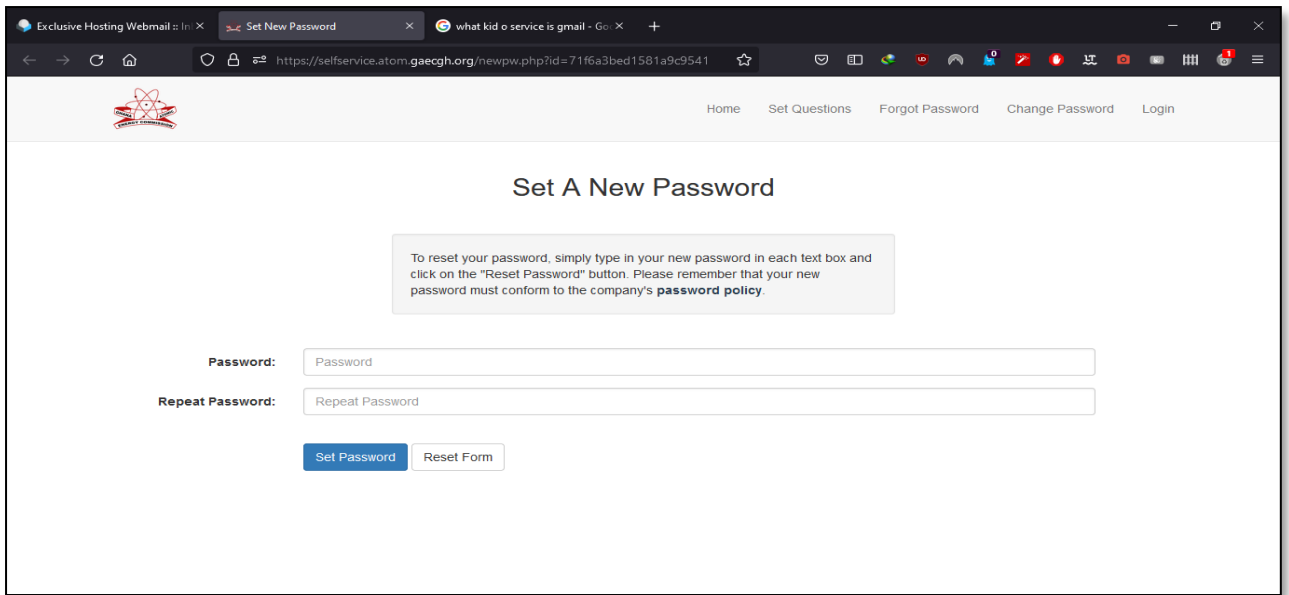 Exclusive Hosting Webmail :: In
Set New Password
what kid o service is gmail - Go
https://selfservice.atom.gaecgh.org/newpw.php?id=71f6a3bed1581a9c9541
Home Set Questions Forgot Password Change Password Login
ENERGY COMMISSION
Set A New Password
To reset your password, simply type in your new password in each text box and
click on the "Reset Password" button. Please remember that your new
password must conform to the company's password policy.
Password: Password
Repeat Password: Repeat Password
Set Password Reset Form